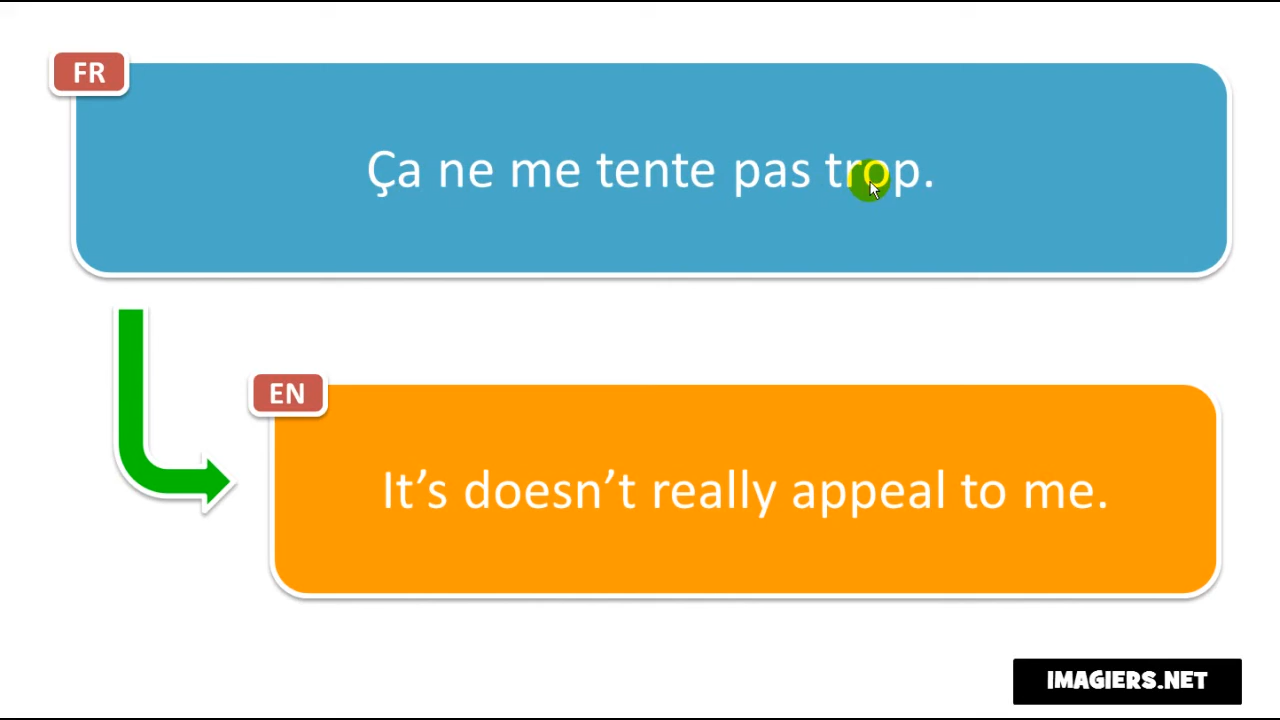 FR
Ça ne me tente pas trop.
EN
It’s doesn’t really appeal to me.
IMAGIERS.NET